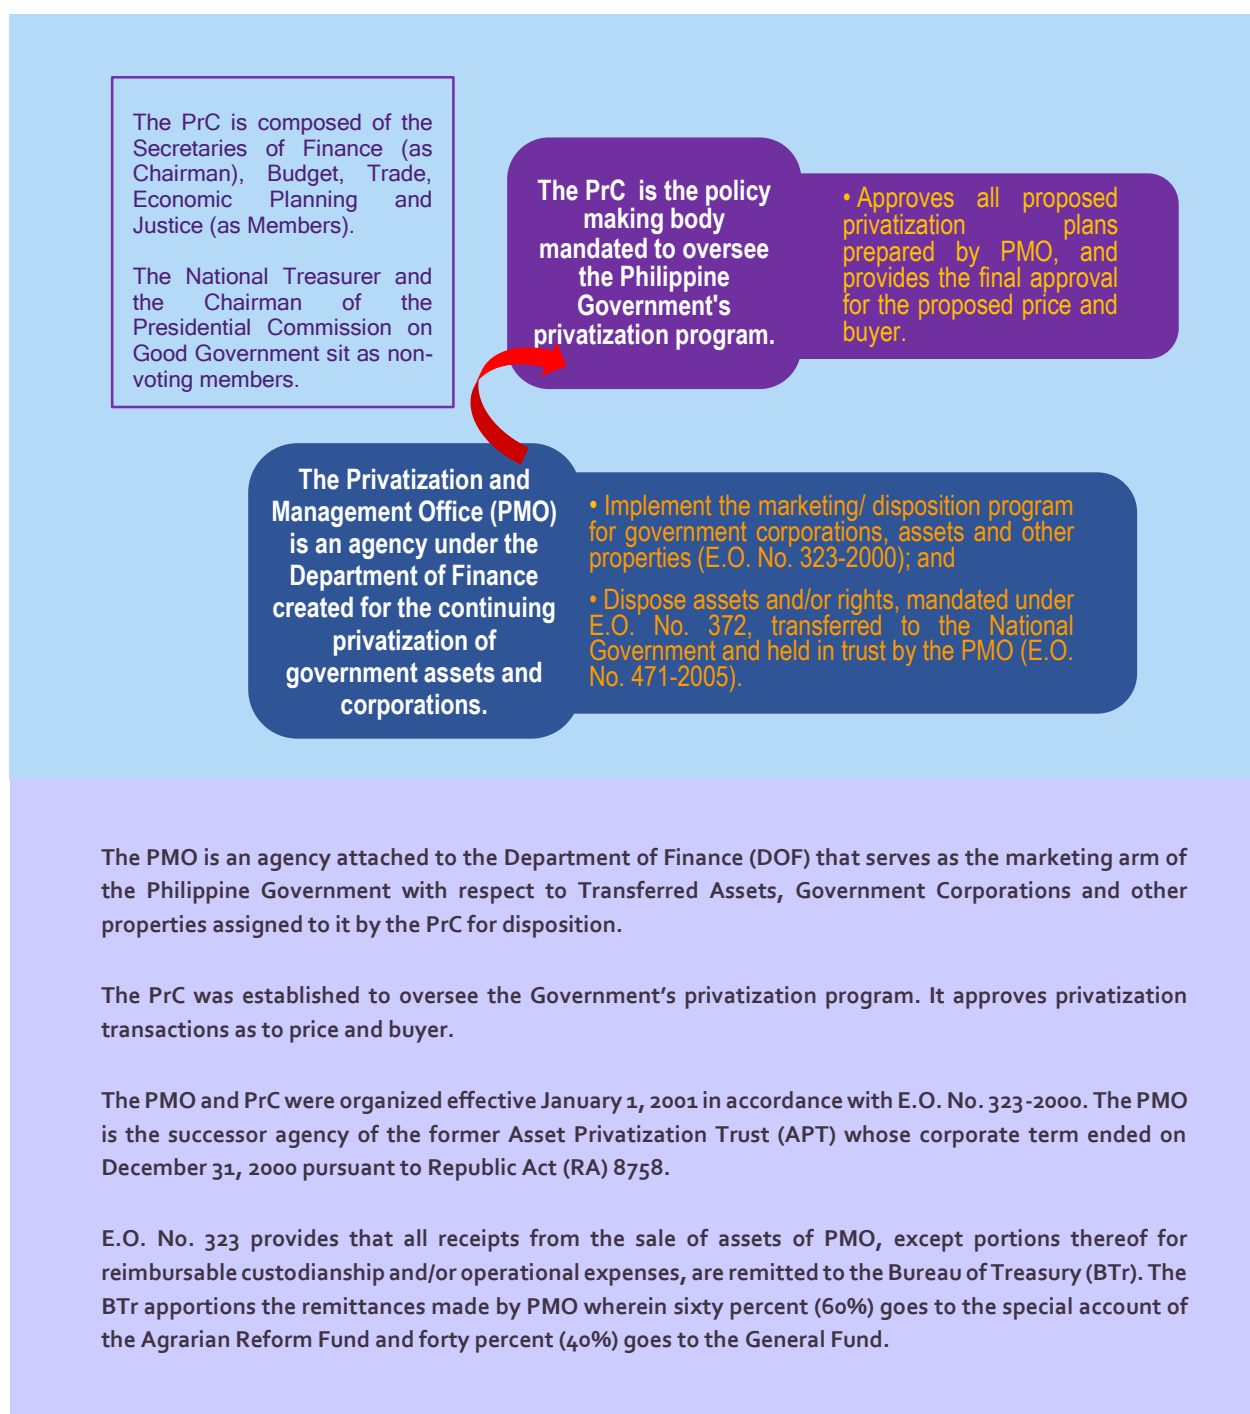 The PrC is composed of the
Secretaries of Finance (as
Chairman), Budget, Trade,
Economic Planning and
Justice (as Members).
The National Treasurer and
the Chairman of the
Presidential Commission on
Good Government sit as non-
voting members.
The PrC is the policy
making body
mandated to oversee
the Philippine
Government's
privatization program.
• Approves all proposed
privatization plans
prepared by PMO, and
provides the final approval
for the proposed price and
buyer.
The Privatization and
Management Office (PMO)
is an agency under the
Department of Finance
created for the continuing
privatization of
government assets and
corporations.
• Implement the marketing/ disposition program
for government corporations, assets and other
properties (E.O. No. 323-2000); and
• Dispose assets and/or rights, mandated under
E.O. No. 372, transferred to the National
Government and held in trust by the PMO (E.O.
No. 471-2005).
The PMO is an agency attached to the Department of Finance (DOF) that serves as the marketing arm of
the Philippine Government with respect to Transferred Assets, Government Corporations and other
properties assigned to it by the PrC for disposition.
The PrC was established to oversee the Government’s privatization program. It approves privatization
transactions as to price and buyer.
The PMO and PrC were organized effective January 1, 2001 in accordance with E.O. No. 323-2000. The PMO
is the successor agency of the former Asset Privatization Trust (APT) whose corporate term ended on
December 31, 2000 pursuant to Republic Act (RA) 8758.
E.O. No. 323 provides that all receipts from the sale of assets of PMO, except portions thereof for
reimbursable custodianship and/or operational expenses, are remitted to the Bureau of Treasury (BTr). The
BTr apportions the remittances made by PMO wherein sixty percent (60%) goes to the special account of
the Agrarian Reform Fund and forty percent (40%) goes to the General Fund.